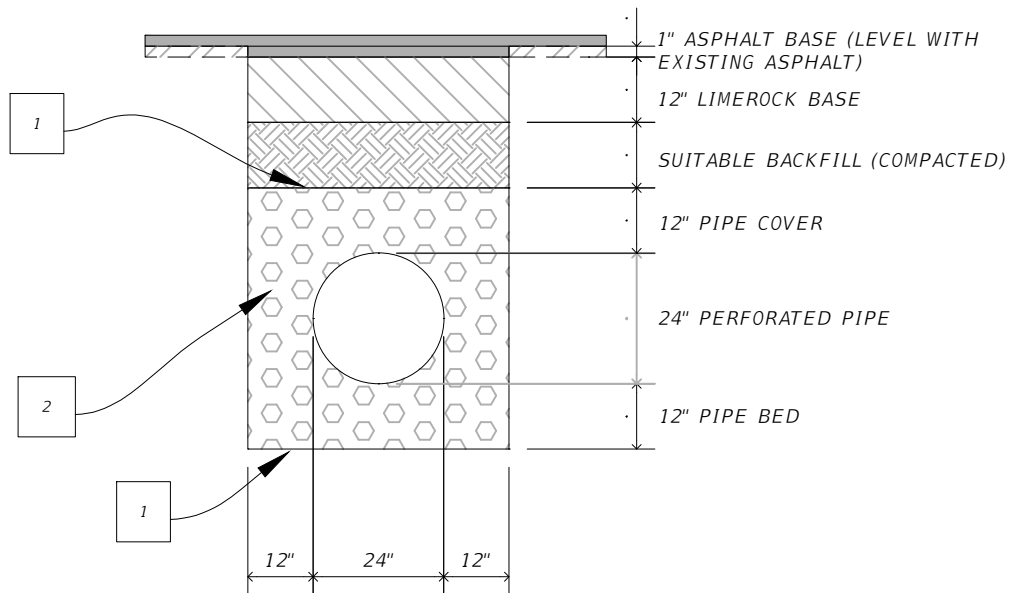 1" ASPHALT BASE (LEVEL WITH
EXISTING ASPHALT)
12" LIMEROCK BASE
1
SUITABLE BACKFILL (COMPACTED)
12" PIPE COVER
24" PERFORATED PIPE
2
12" PIPE BED
1
12" 24" 12"